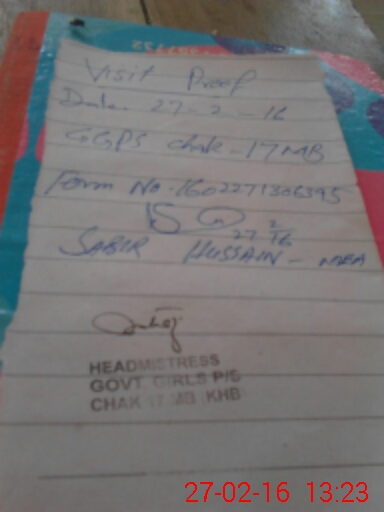 Visit Proof
Date. 27-2-16
GGPS chak-17MB
Form No. 1602271306395
27 2/16
SABIR HUSSAIN - MEA
HEADMISTRESS
GOVT. GIRLS P/S
CHAK 17 MB (KHB
27-02-16 13:23